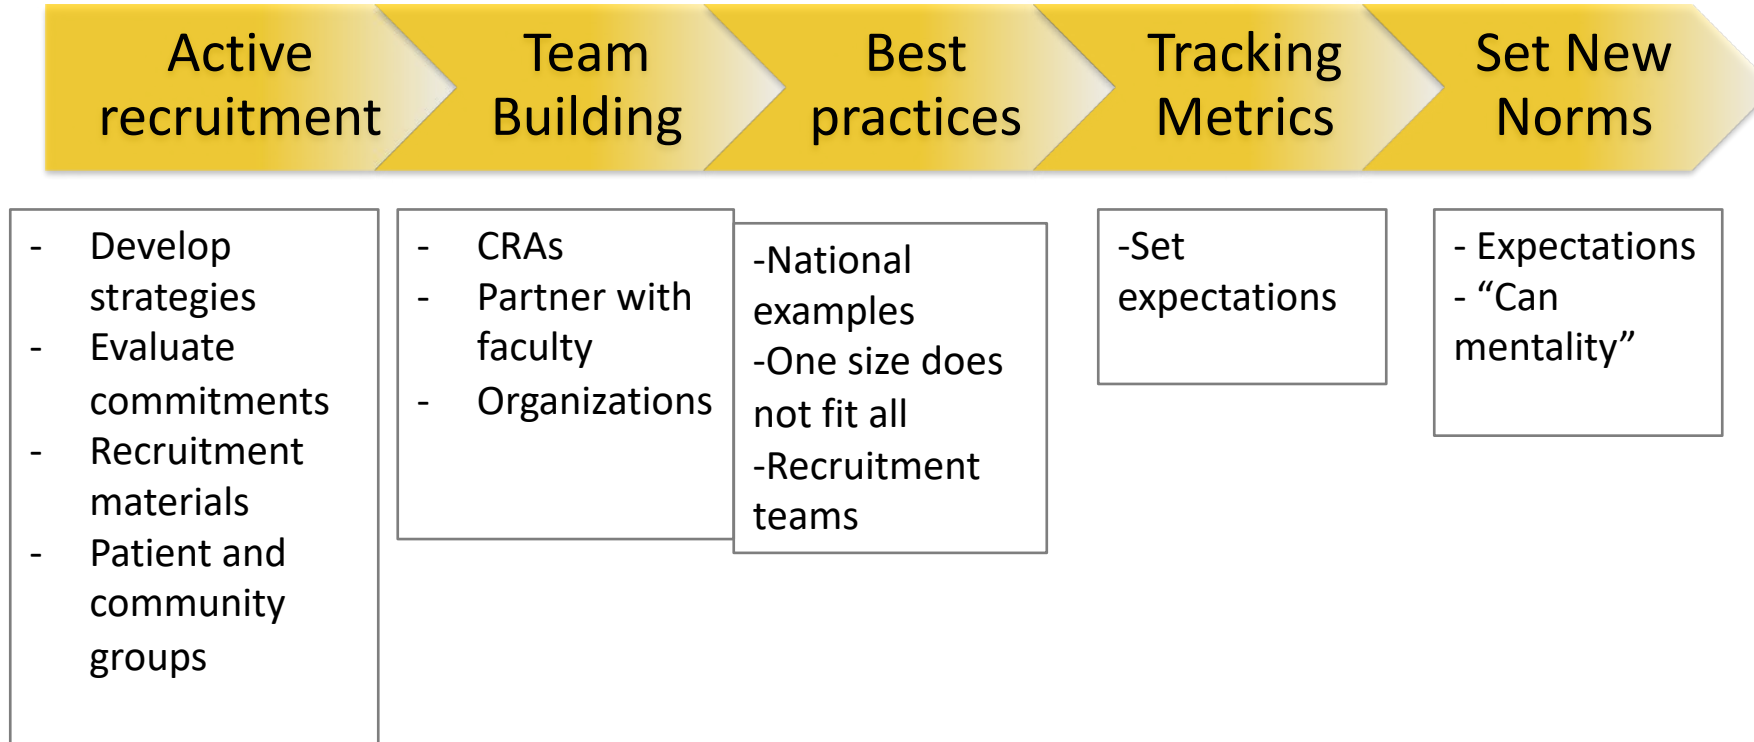 Active
recruitment
Team
Building
Best
practices
Tracking
Metrics
Set New
Norms
- Develop
strategies
- Evaluate
commitments
- Recruitment
materials
- Patient and
community
groups
- CRAs
- Partner with
faculty
- Organizations
-National
examples
-One size does
not fit all
-Recruitment
teams
-Set
expectations
- Expectations
- “Can
mentality”